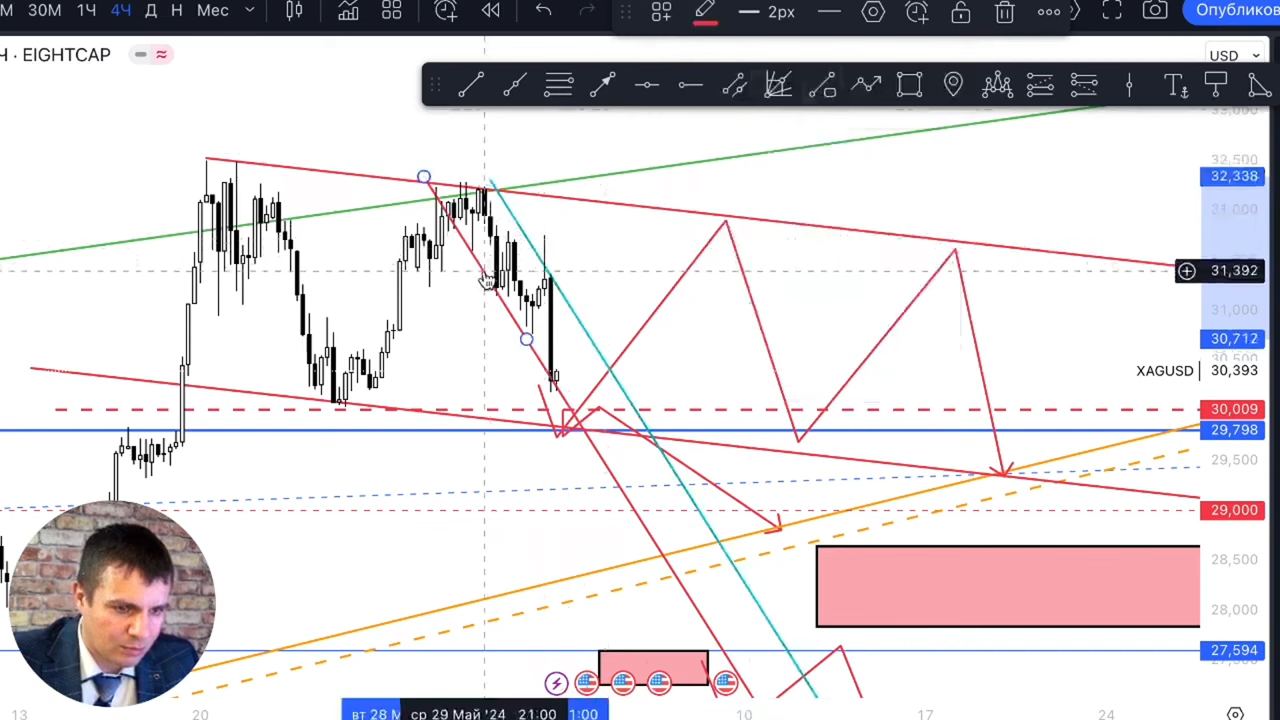 М 30М 1Ч 4Ч Д Н Мес 2px Опубликов
Ч · EIGHTCAP
USD
32,500
32,338
31,392
31,000
30,712
XAGUSD 30,393
30,009
29,798
29,500
29,000
28,500
28,000
27,594
13 20 вт 28 М ср 29 Май '24 21:00 1:00 10 17 24